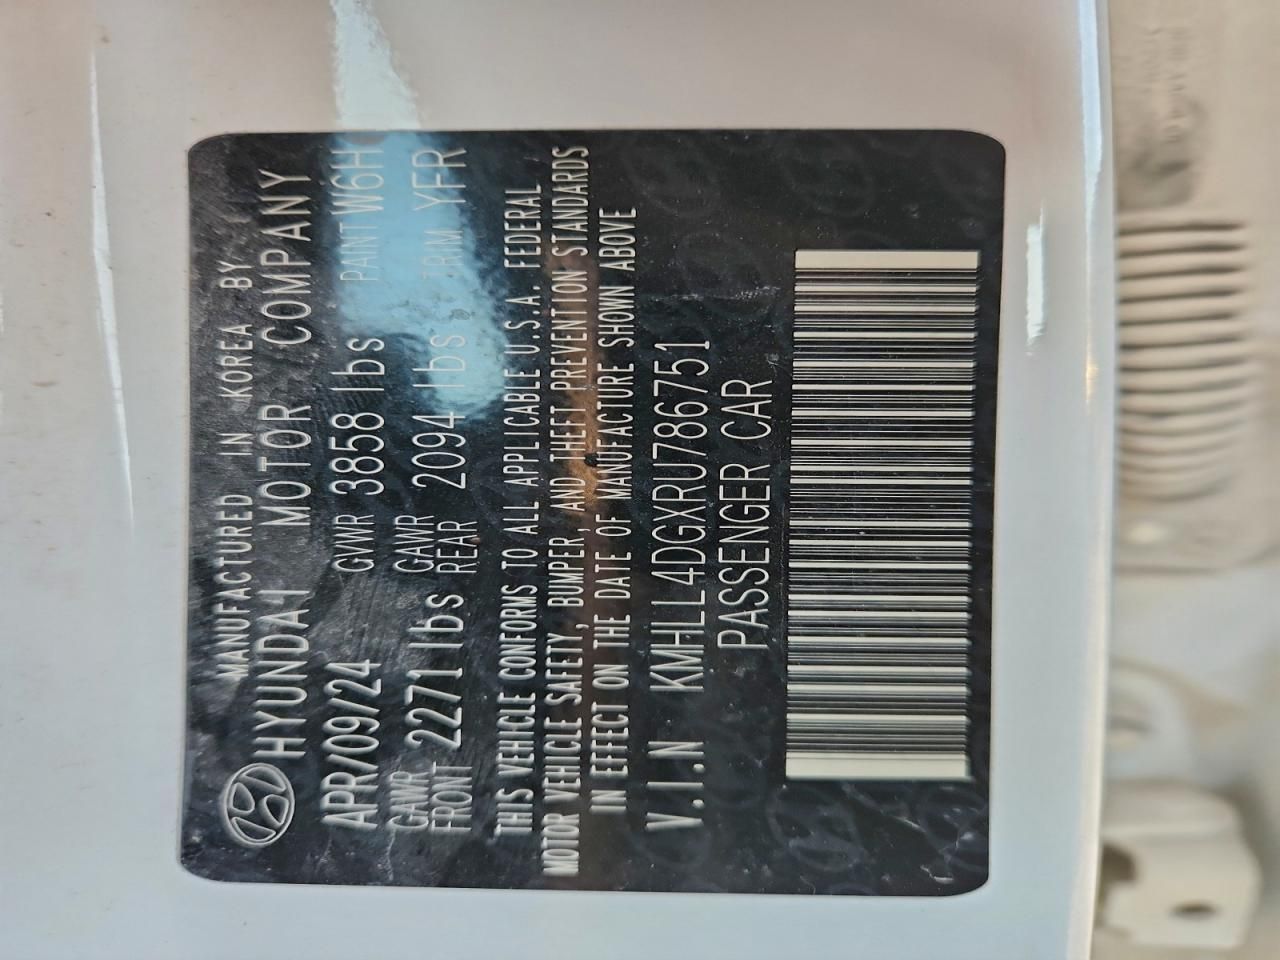 MANUFACTURED IN KOREA BY
HYUNDAI MOTOR COMPANY
APR/09/24 GVWR 3858 lbs PAINT W6H
GAWR FRONT 2271 lbs GAWR REAR 2094 lbs TRM YFR
THIS VEHICLE CONFORMS TO ALL APPLICABLE U.S.A. FEDERAL
MOTOR VEHICLE SAFETY, BUMPER, AND THEFT PREVENTION STANDARDS
IN EFFECT ON THE DATE OF MANUFACTURE SHOWN ABOVE
V.I.N KMHLL4DGXRU786751
PASSENGER CAR